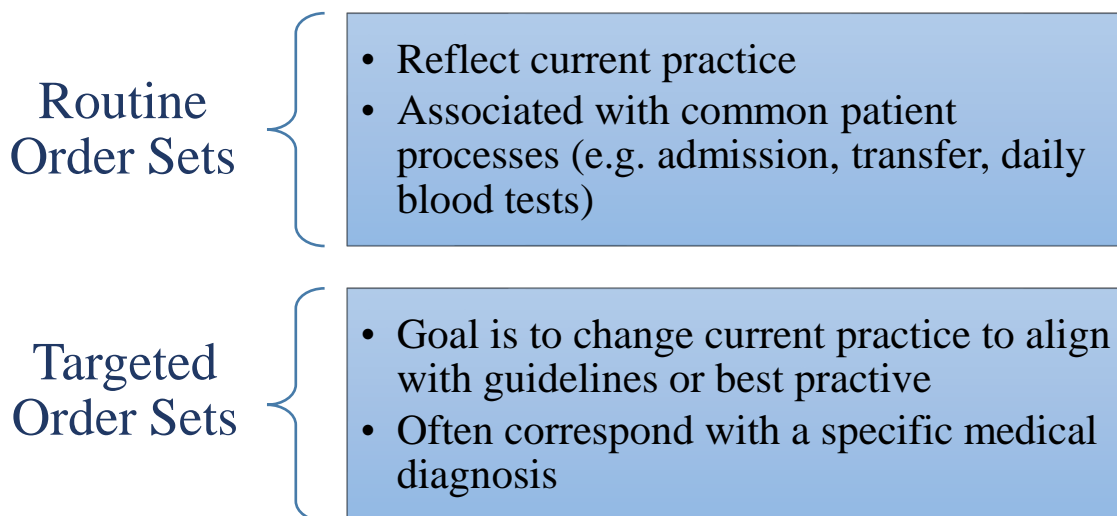 Routine
Order Sets
• Reflect current practice
• Associated with common patient
processes (e.g. admission, transfer, daily
blood tests)
Targeted
Order Sets
• Goal is to change current practice to align
with guidelines or best practive
• Often correspond with a specific medical
diagnosis